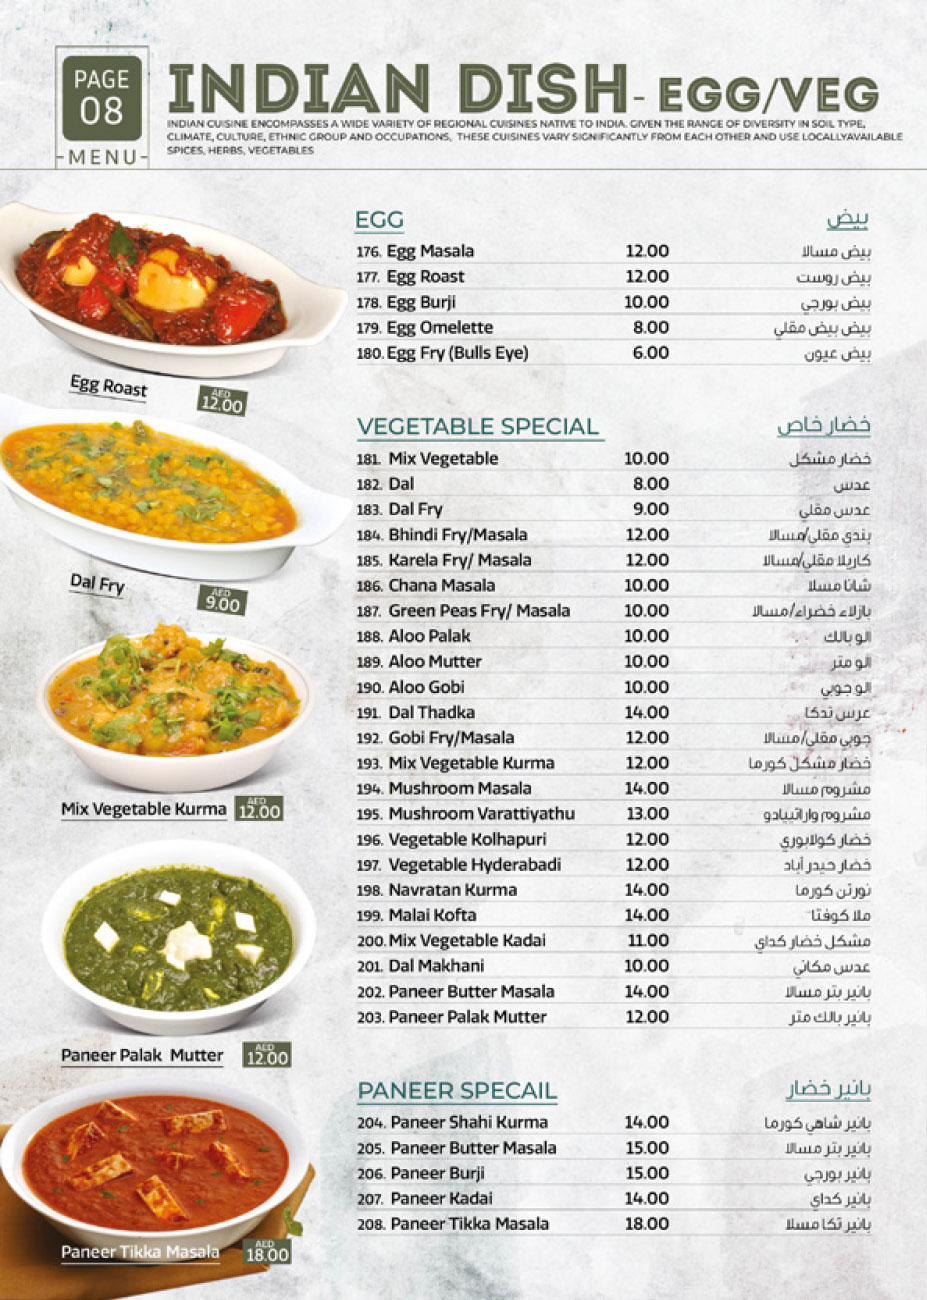 PAGE
08
-MENU-
INDIAN DISH- EGG/VEG
INDIAN CUISINE ENCOMPASSES A WIDE VARIETY OF REGIONAL CUISINES NATIVE TO INDIA. GIVEN THE RANGE OF DIVERSITY IN SOIL TYPE,
CLIMATE, CULTURE, ETHNIC GROUP AND OCCUPATIONS, THESE CUISINES VARY SIGNIFICANTLY FROM EACH OTHER AND USE LOCALLYAVAILABLE
SPICES, HERBS, VEGETABLES
EGG بيض
176. Egg Masala 12.00 بيض مسالا
177. Egg Roast 12.00 بيض روست
178. Egg Burji 10.00 بيض بورجي
179. Egg Omelette 8.00 بيض بيض مقلي
180. Egg Fry (Bulls Eye) 6.00 بيض عيون
Egg Roast AED 12.00
VEGETABLE SPECIAL خضار خاص
181. Mix Vegetable 10.00 خضار مشكل
182. Dal 8.00 عدس
183. Dal Fry 9.00 عدس مقلي
184. Bhindi Fry/Masala 12.00 بندي مقلي/مسالا
185. Karela Fry/ Masala 12.00 كاريلا مقلي/مسالا
186. Chana Masala 10.00 شانا مسلا
187. Green Peas Fry/ Masala 10.00 بازلاء خضراء/مسالا
188. Aloo Palak 10.00 الو بالك
189. Aloo Mutter 10.00 الو متر
190. Aloo Gobi 10.00 الو جوبي
191. Dal Thadka 14.00 عرس تدكا
192. Gobi Fry/Masala 12.00 جوبي مقلي/مسالا
193. Mix Vegetable Kurma 12.00 خضار مشكل كورما
194. Mushroom Masala 14.00 مشروم مسالا
195. Mushroom Varattiyathu 13.00 مشروم واراتييادو
196. Vegetable Kolhapuri 12.00 خضار كولابوري
197. Vegetable Hyderabadi 12.00 خضار حيدر أباد
198. Navratan Kurma 14.00 نورتن كورما
199. Malai Kofta 14.00 ملا كوفتا
200. Mix Vegetable Kadai 11.00 مشكل خضار كداي
201. Dal Makhani 10.00 عدس مكاني
202. Paneer Butter Masala 14.00 بانير بتر مسالا
203. Paneer Palak Mutter 12.00 بانير بالك متر
Dal Fry AED 9.00
Mix Vegetable Kurma AED 12.00
Paneer Palak Mutter AED 12.00
PANEER SPECAIL بانير خضار
204. Paneer Shahi Kurma 14.00 بانير شاهي كورما
205. Paneer Butter Masala 15.00 بانير بتر مسالا
206. Paneer Burji 15.00 بانير بورجي
207. Paneer Kadai 14.00 بانير كداي
208. Paneer Tikka Masala 18.00 بانير تكا مسلا
Paneer Tikka Masala AED 18.00